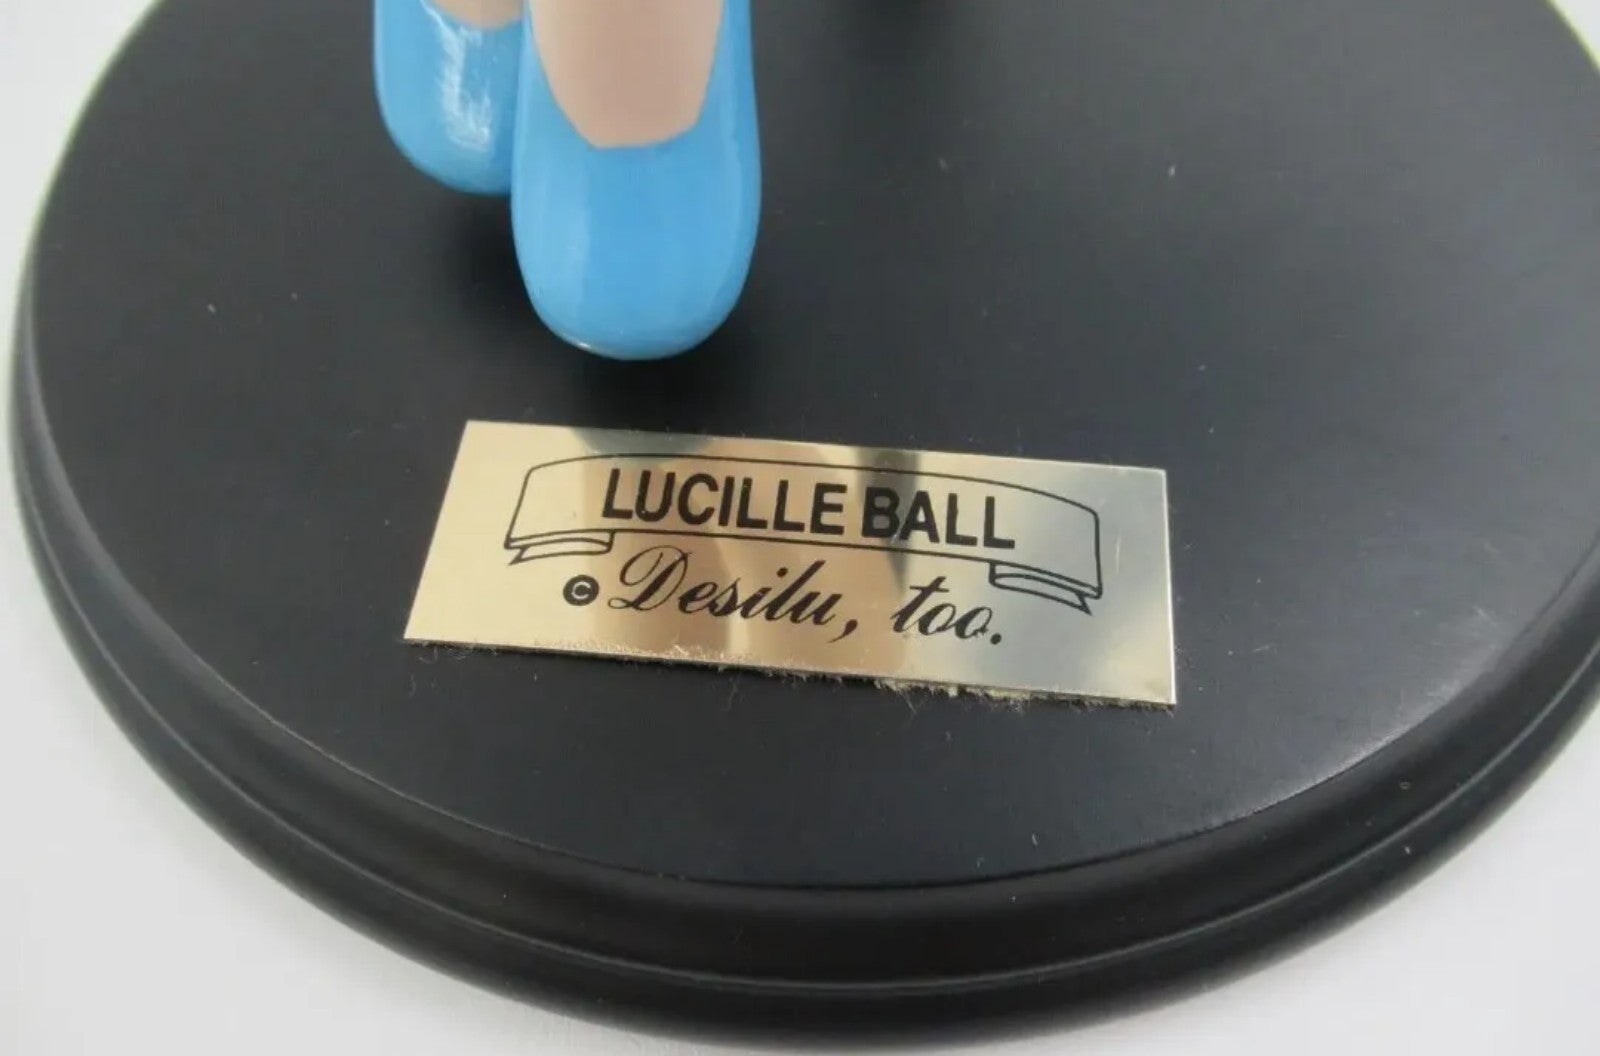 LUCILLE BALL
© Desilu, too.